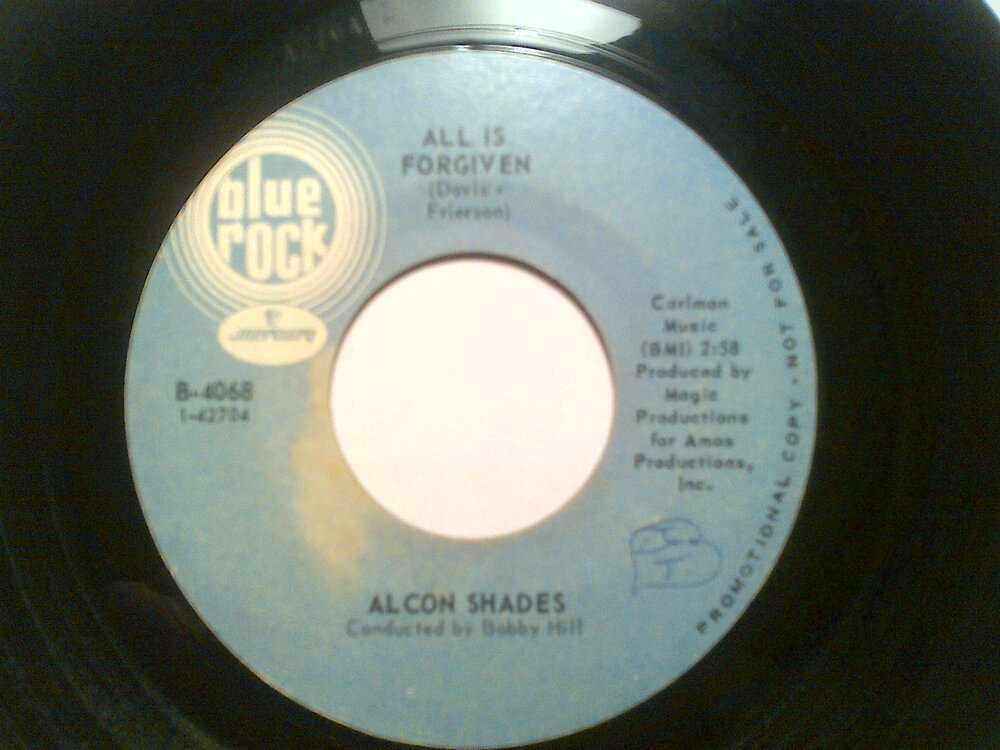 ALL IS
FORGIVEN
(Davis -
Frierson)
blue
rock
mercury
B-4068
1-42704
Carlman
Music
(BMI) 2:58
Produced by
Magic
Productions
for Amos
Productions,
Inc.
PROMOTIONAL COPY - NOT FOR SALE
ALCON SHADES
Conducted by Bobby Hill